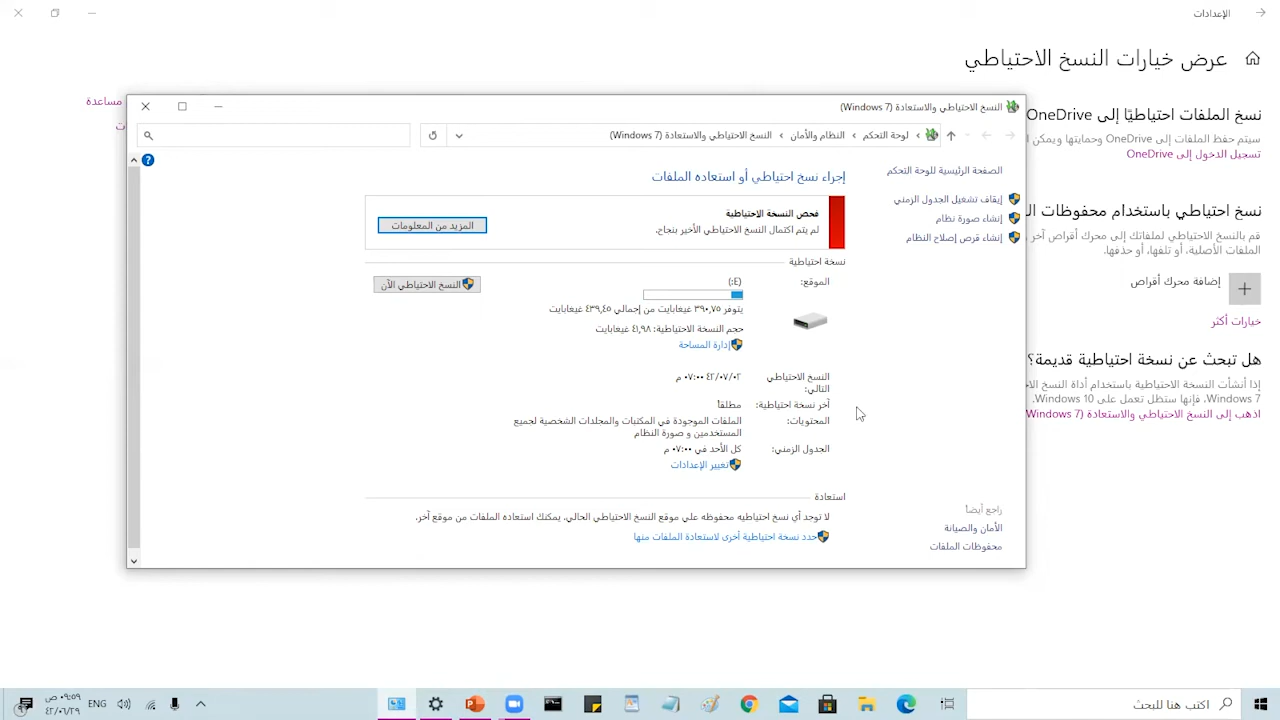 الإعدادات
عرض خيارات النسخ الاحتياطي
نسخ الملفات احتياطيًا إلى OneDrive
سيتم حفظ الملفات إلى OneDrive وحمايتها ويمكن
تسجيل الدخول إلى OneDrive
نسخ احتياطي باستخدام محفوظات
قم بالنسخ الاحتياطي لملفاتك إلى محرك أقراص آخر و
الملفات الأصلية، أو تلفها، أو حذفها.
إضافة محرك أقراص
خيارات أكثر
هل تبحث عن نسخة احتياطية قديمة؟
إذا أنشأت النسخة الاحتياطية باستخدام أداة النسخ
Windows 7، فإنها ستظل تعمل على Windows 10.
اذهب إلى النسخ الاحتياطي والاستعادة (Windows 7
مساعدة
النسخ الاحتياطي والاستعادة (Windows 7)
لوحة التحكم ‹ النظام والأمان ‹ النسخ الاحتياطي والاستعادة (Windows 7)
الصفحة الرئيسية للوحة التحكم
إيقاف تشغيل الجدول الزمني
إنشاء صورة نظام
إنشاء قرص إصلاح النظام
إجراء نسخ احتياطي أو استعاده الملفات
فحص النسخة الاحتياطية
لم يتم اكتمال النسخ الاحتياطي الأخير بنجاح.
المزيد من المعلومات
نسخة احتياطية
الموقع: (E:)
النسخ الاحتياطي الآن
يتوفر ٣٩٠,٧٥ غيغابايت من إجمالي ٤٣٩,٤٥ غيغابايت
حجم النسخة الاحتياطية: ٤١,٩٨ غيغابايت
إدارة المساحة
النسخ الاحتياطي التالي: ٤٢/٠٧/٠٢ ٠٧:٠٠ م
آخر نسخة احتياطية: مطلقاً
المحتويات: الملفات الموجودة في المكتبات والمجلدات الشخصية لجميع
المستخدمين و صورة النظام
الجدول الزمني: كل الأحد في ٠٧:٠٠ م
تغيير الإعدادات
استعادة
لا توجد أي نسخ احتياطيه محفوظه علي موقع النسخ الاحتياطي الحالي. يمكنك استعاده الملفات من موقع آخر.
حدد نسخة احتياطية أخرى لاستعادة الملفات منها
راجع أيضاً
الأمان والصيانة
محفوظات الملفات
اكتب هنا للبحث
ENG
٠٩:٥٩ ص
٤٢/٠٦/٢٩